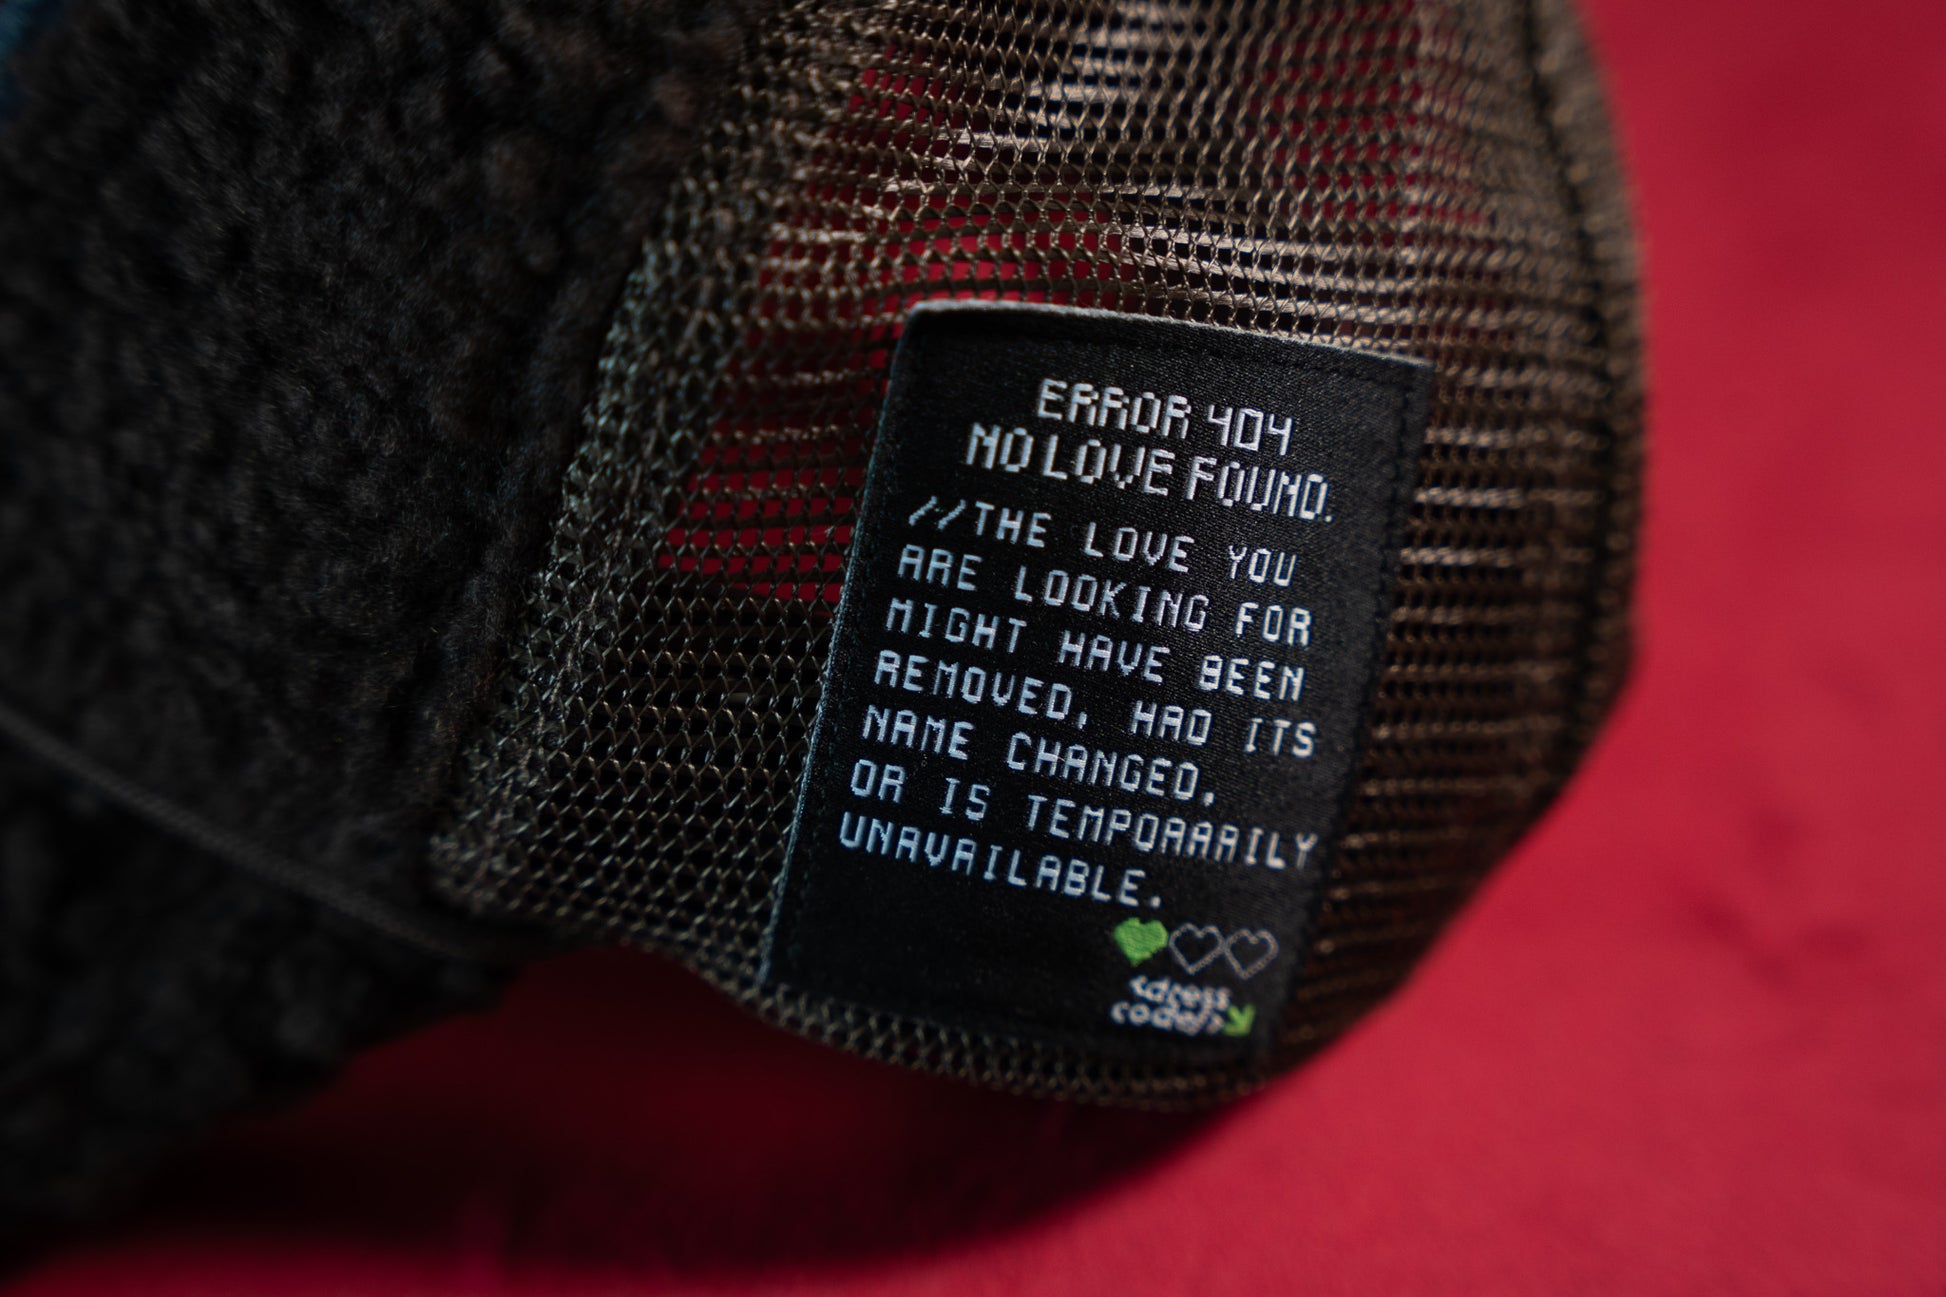 ERROR 404
NO LOVE FOUND.
//THE LOVE YOU
ARE LOOKING FOR
MIGHT HAVE BEEN
REMOVED, HAD ITS
NAME CHANGED,
OR IS TEMPORARILY
UNAVAILABLE.
<dress
code/>